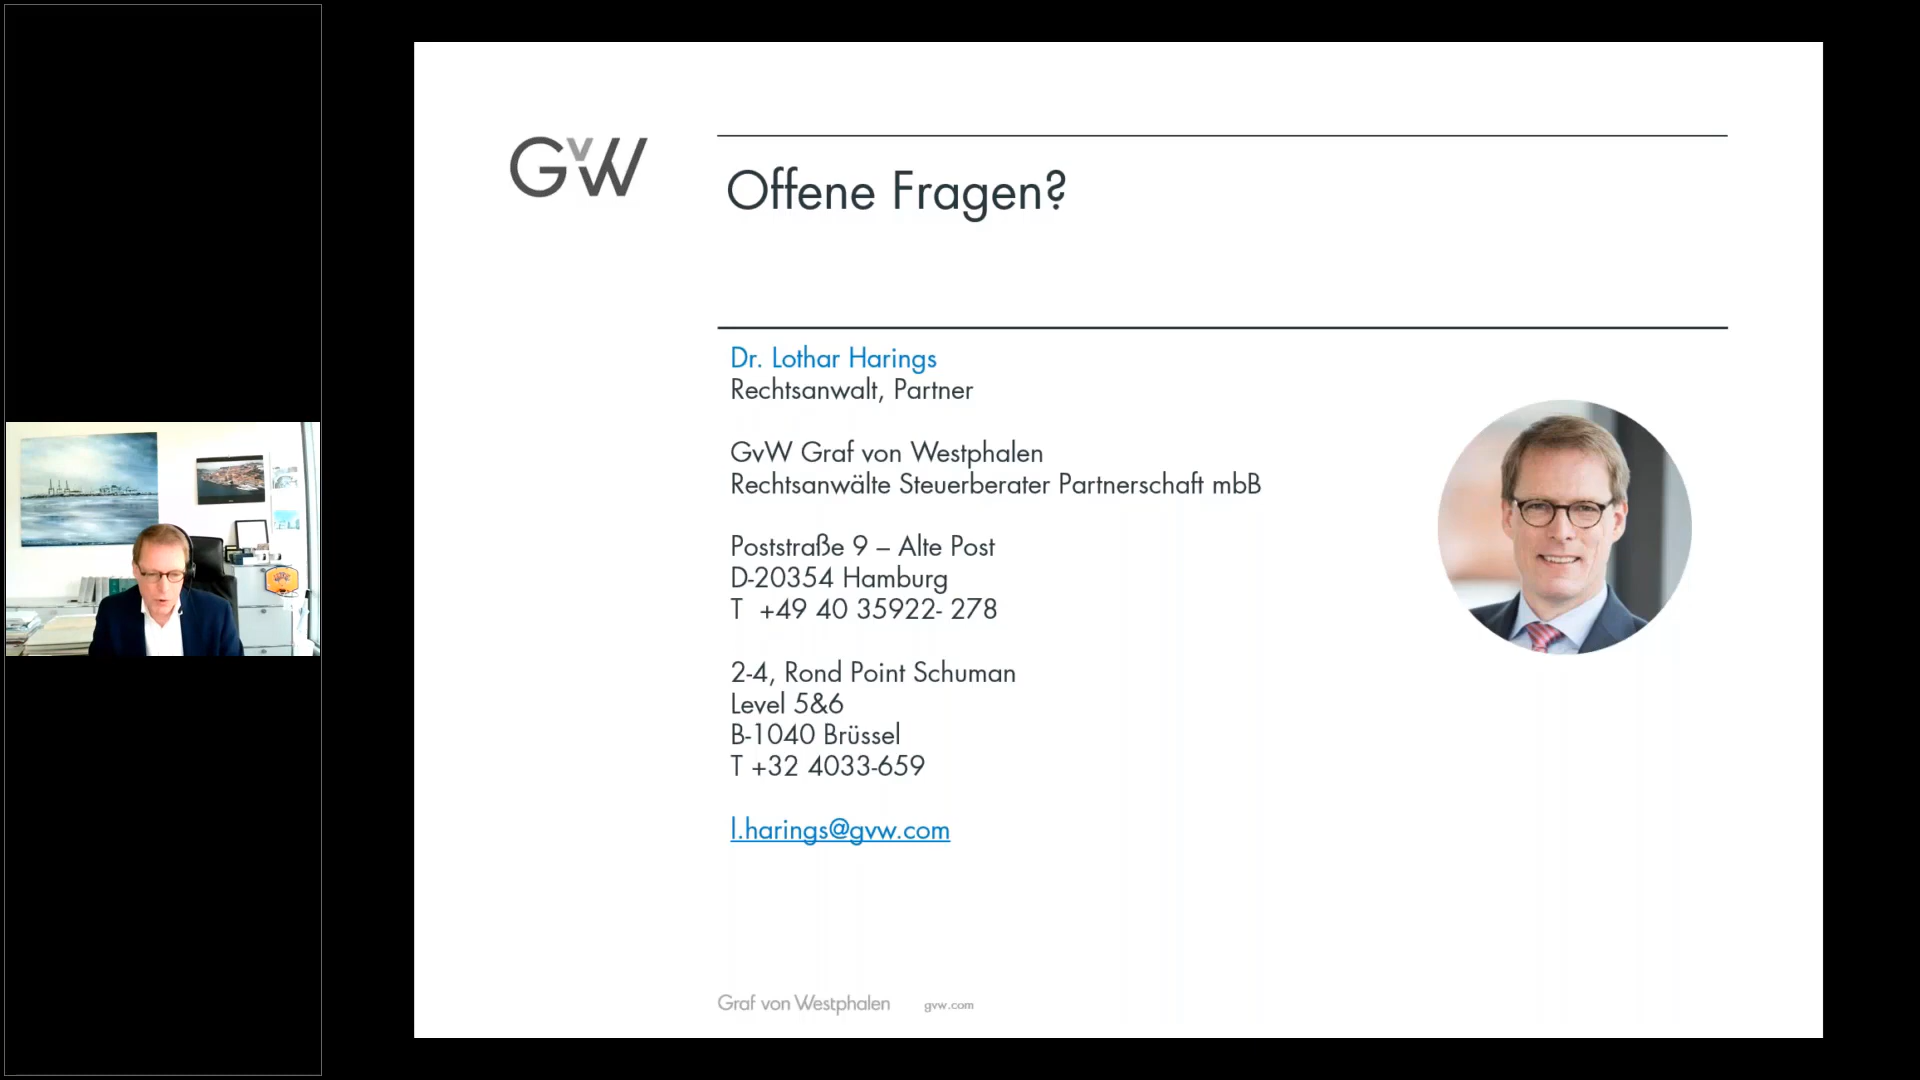 GvW
Offene Fragen?
Dr. Lothar Harings
Rechtsanwalt, Partner
GvW Graf von Westphalen
Rechtsanwälte Steuerberater Partnerschaft mbB
Poststraße 9 – Alte Post
D-20354 Hamburg
T  +49 40 35922- 278
2-4, Rond Point Schuman
Level 5&6
B-1040 Brüssel
T +32 4033-659
l.harings@gvw.com
Graf von Westphalen gvw.com